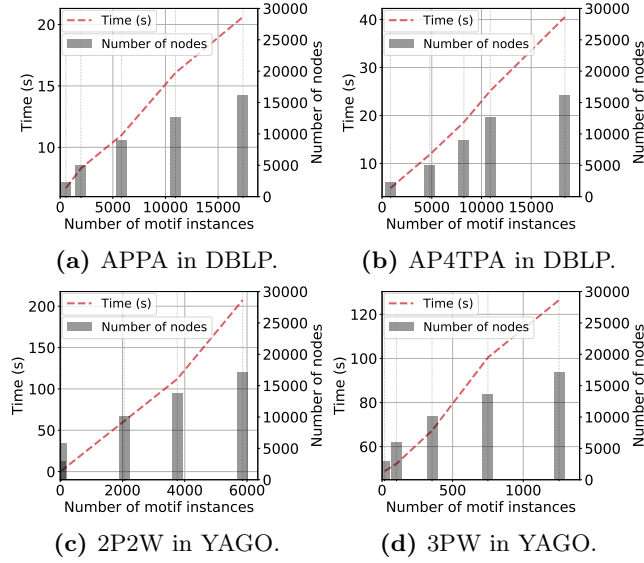 Time (s)
Number of nodes
20
15
10
Time (s)
30000
25000
20000
15000
10000
5000
0
Number of nodes
0 5000 10000 15000
Number of motif instances
(a) APPA in DBLP.
Time (s)
Number of nodes
40
30
20
10
Time (s)
30000
25000
20000
15000
10000
5000
0
Number of nodes
0 5000 10000 15000
Number of motif instances
(b) AP4TPA in DBLP.
Time (s)
Number of nodes
200
150
100
50
0
Time (s)
30000
25000
20000
15000
10000
5000
0
Number of nodes
0 2000 4000 6000
Number of motif instances
(c) 2P2W in YAGO.
Time (s)
Number of nodes
120
100
80
60
Time (s)
30000
25000
20000
15000
10000
5000
0
Number of nodes
0 500 1000
Number of motif instances
(d) 3PW in YAGO.